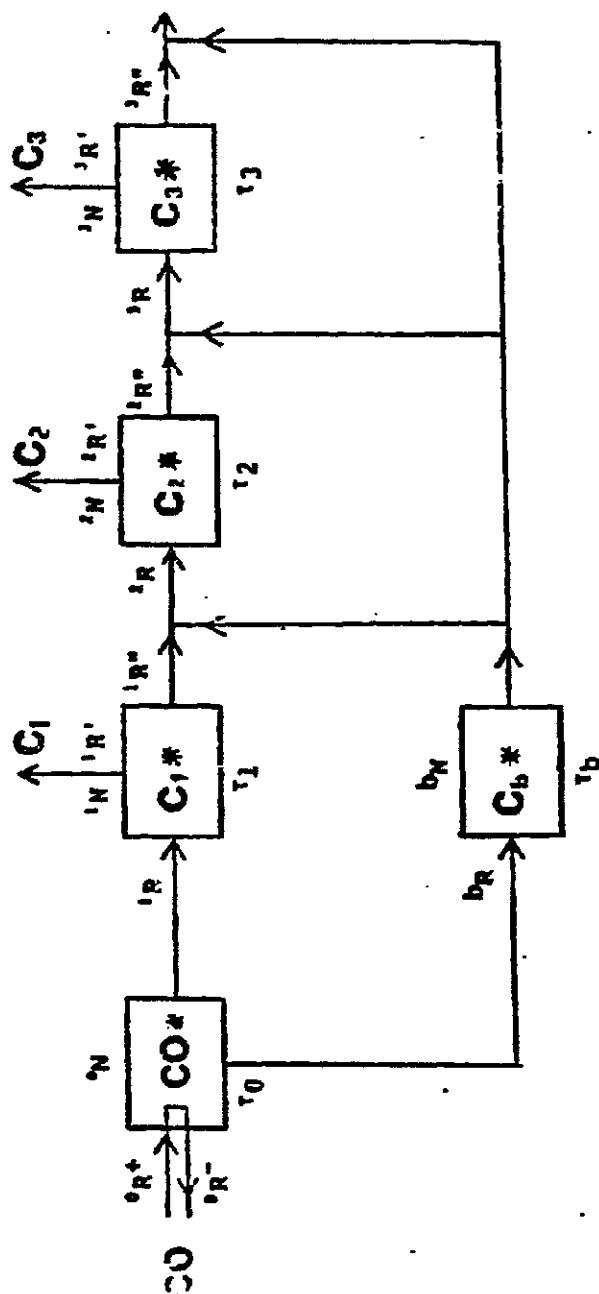 C₁
C₂
C₃
¹N ¹R'
²N ²R'
³N ³R'
⁰N
CO
⁰R⁺
⁰R⁻
CO*
¹R
C₁*
¹R"
²R
C₂*
²R"
³R
C₃*
³R"
τ₀
τ₁
τ₂
τ₃
bN
bR
C_b*
τ_b